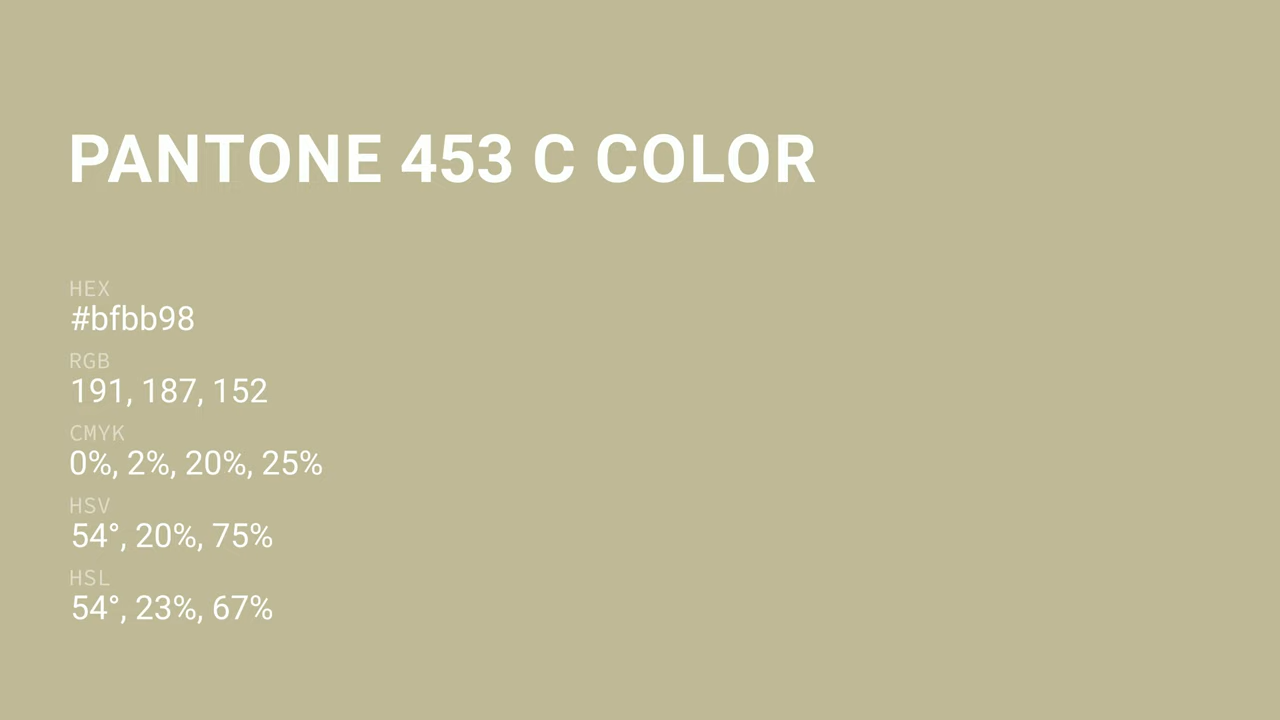 PANTONE 453 C COLOR
HEX
#bfbb98
RGB
191, 187, 152
CMYK
0%, 2%, 20%, 25%
HSV
54°, 20%, 75%
HSL
54°, 23%, 67%